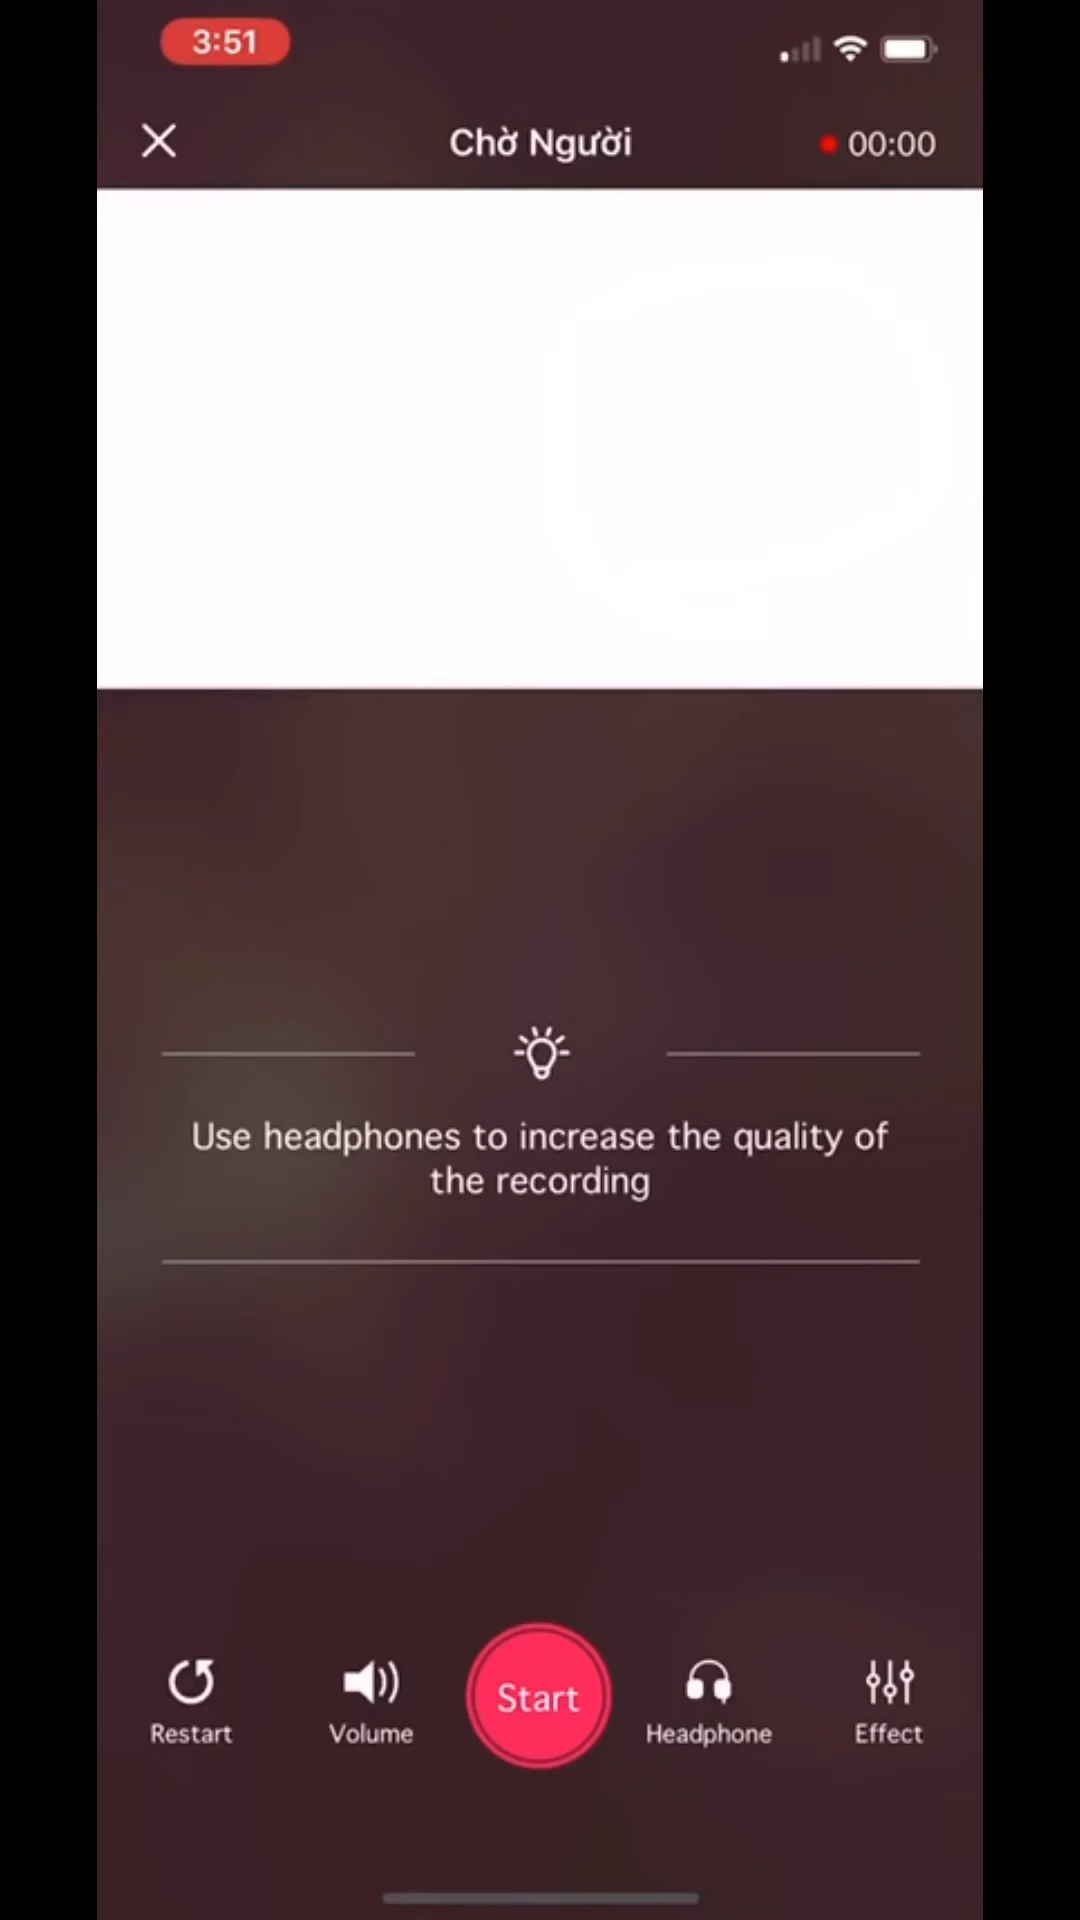 3:51
Chờ Người
00:00
Use headphones to increase the quality of
the recording
Restart
Volume
Start
Headphone
Effect